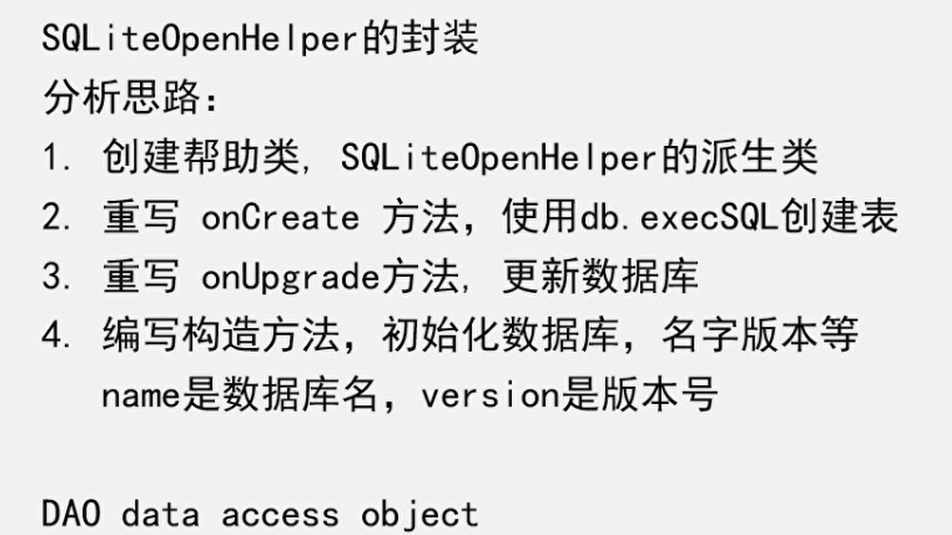 SQLiteOpenHelper的封装
分析思路：
1. 创建帮助类, SQLiteOpenHelper的派生类
2. 重写 onCreate 方法，使用db.execSQL创建表
3. 重写 onUpgrade方法, 更新数据库
4. 编写构造方法，初始化数据库，名字版本等
name是数据库名，version是版本号
DAO data access object